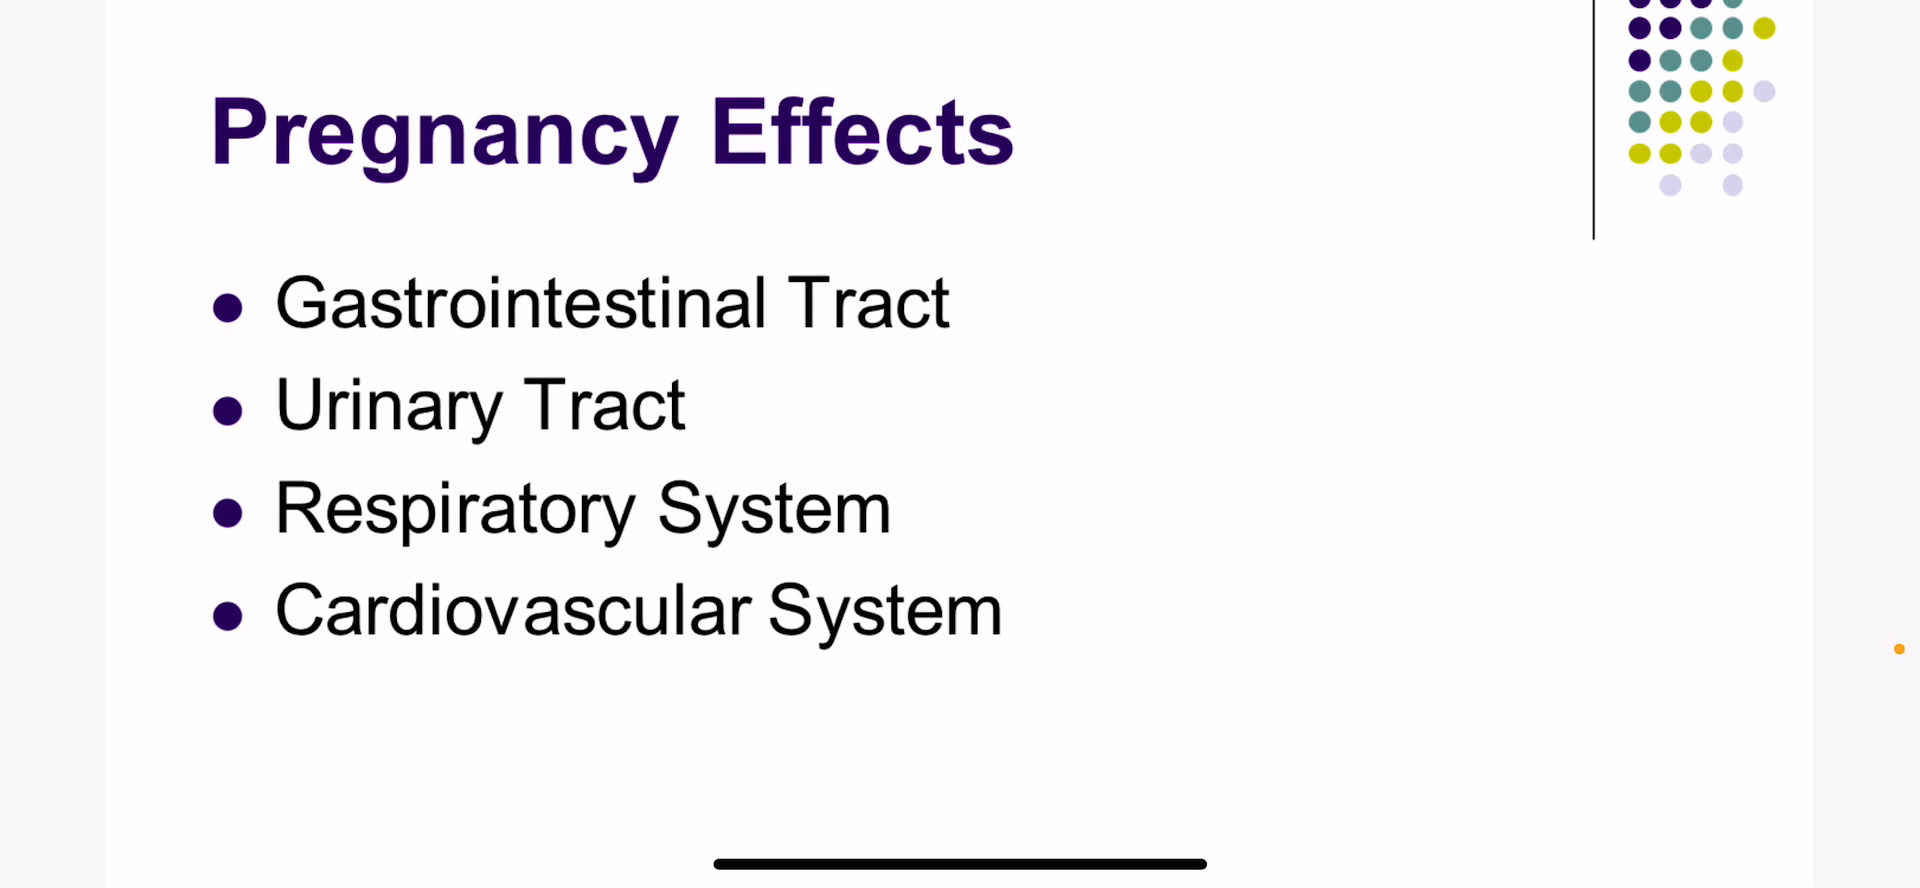 Pregnancy Effects
Gastrointestinal Tract
Urinary Tract
Respiratory System
Cardiovascular System